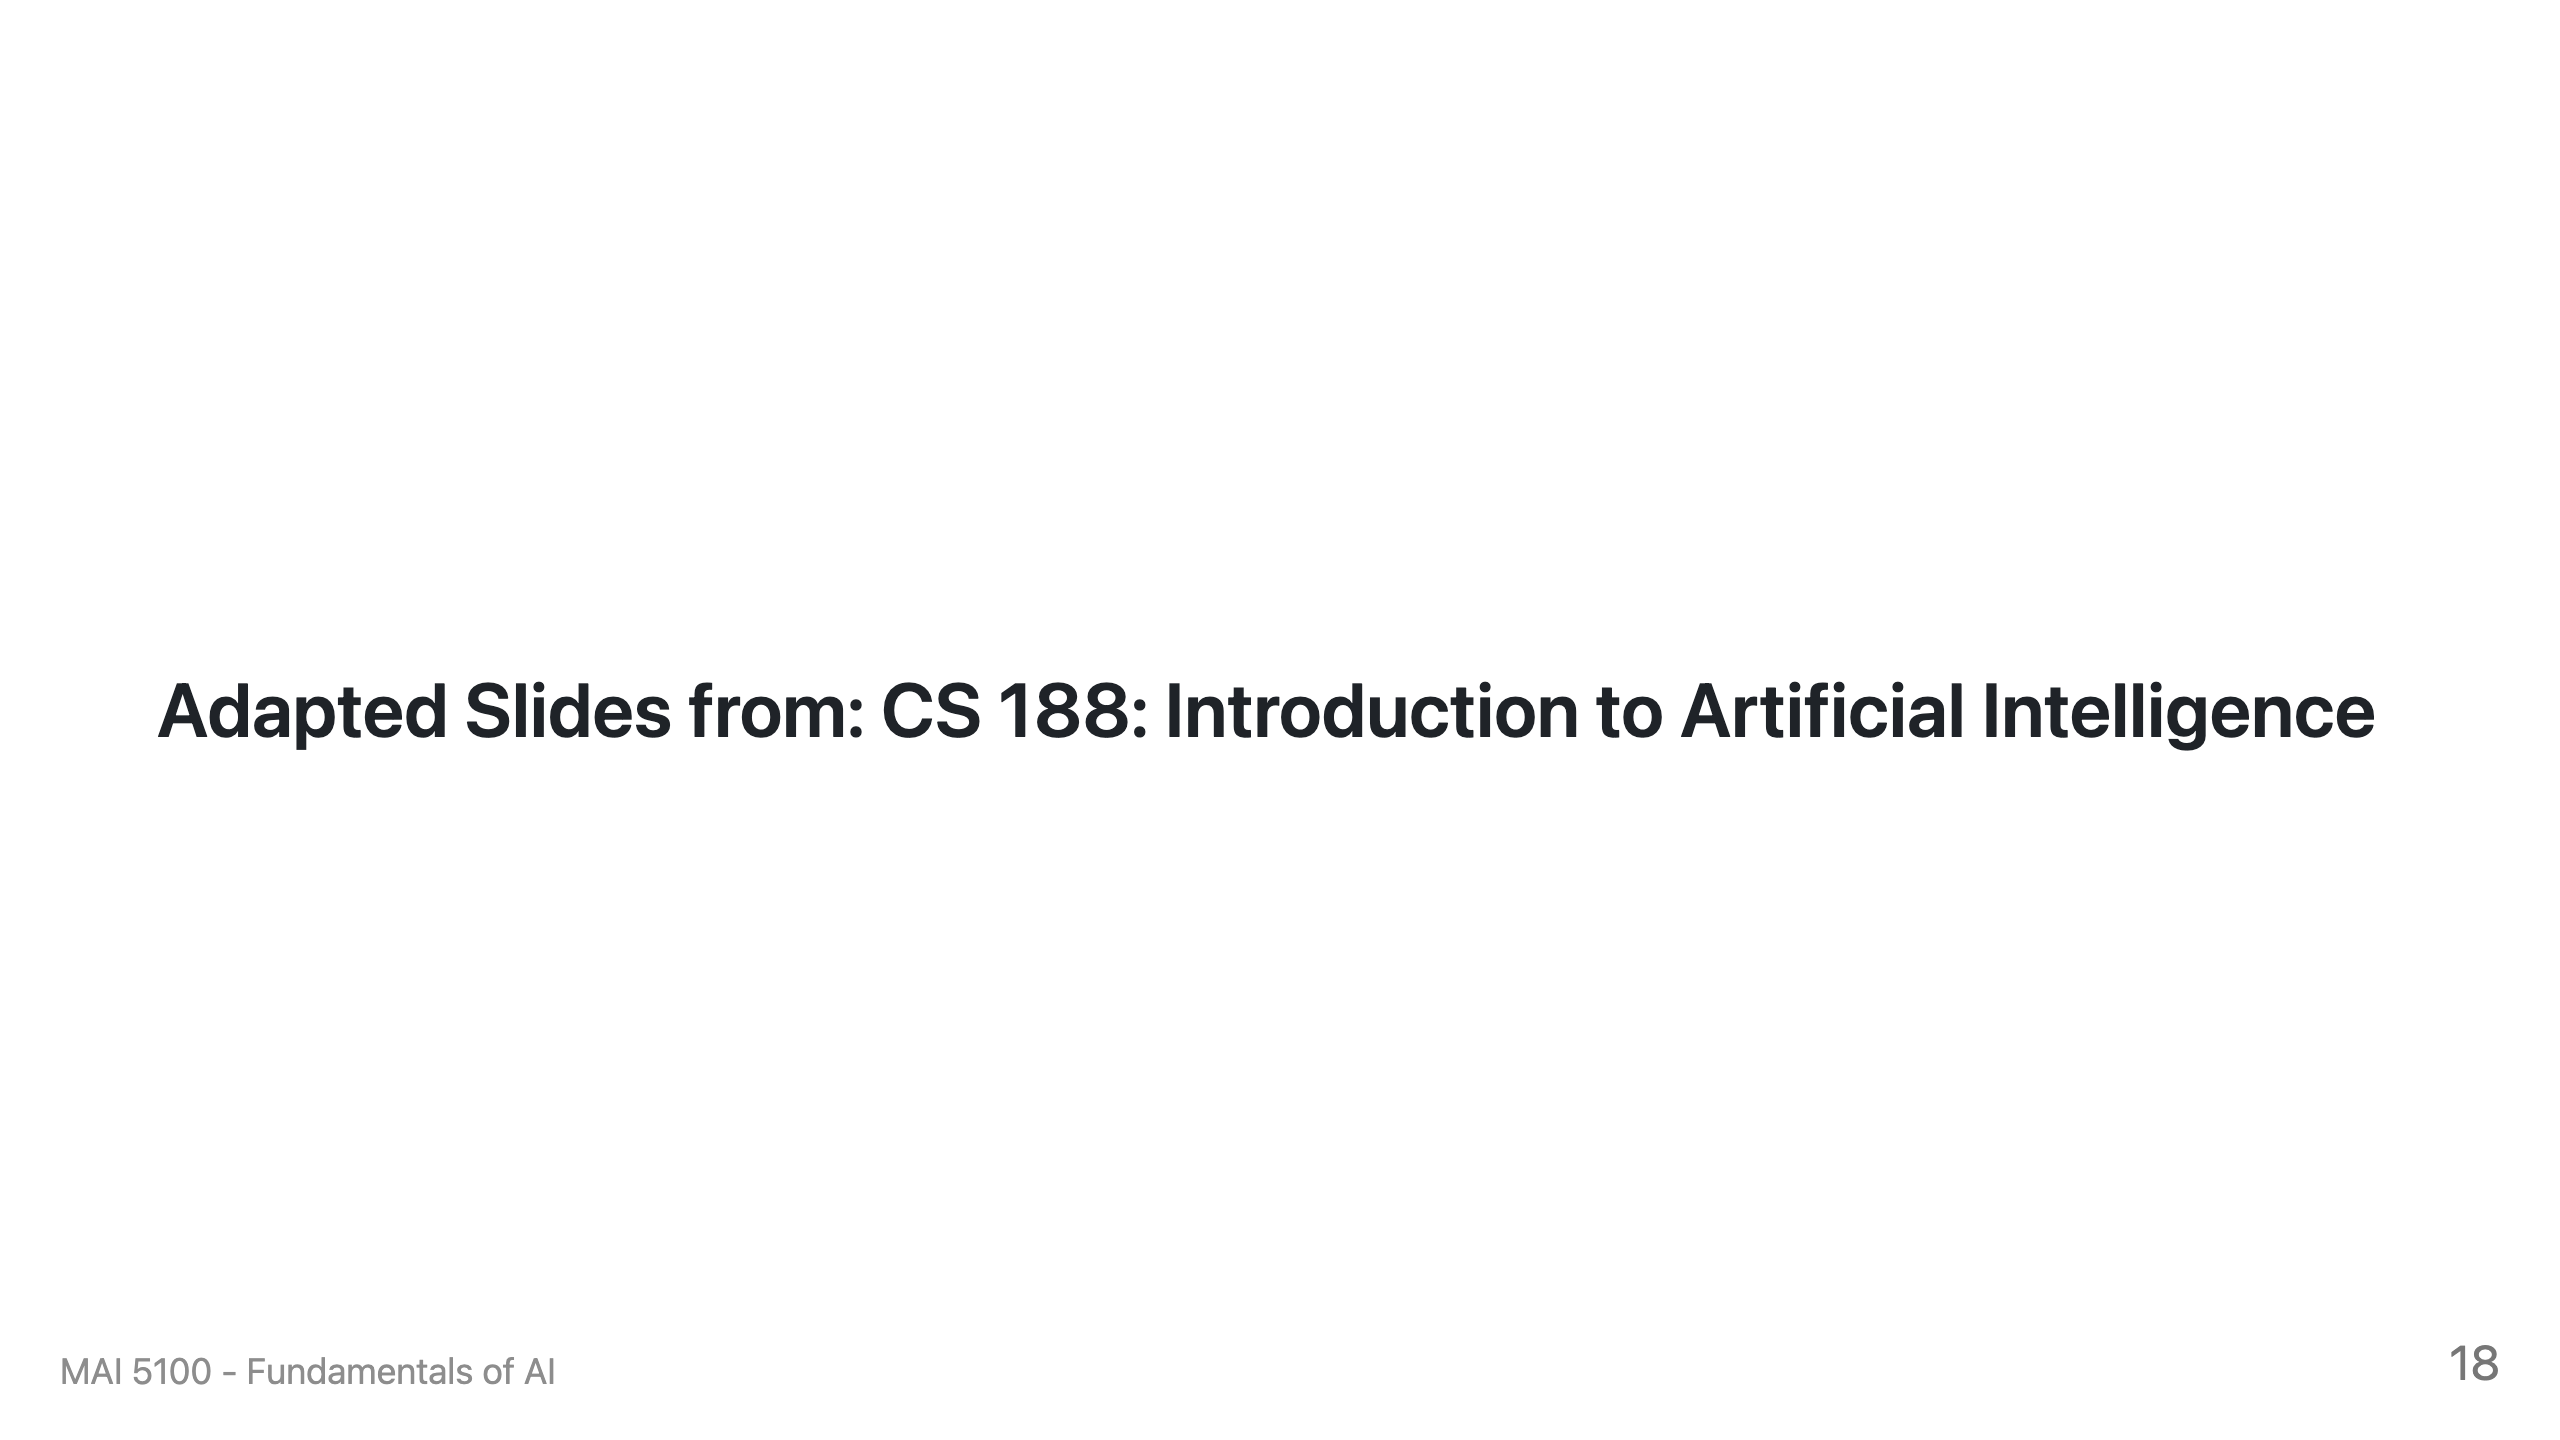 Adapted Slides from: CS 188: Introduction to Artificial Intelligence
MAI 5100 - Fundamentals of AI
18